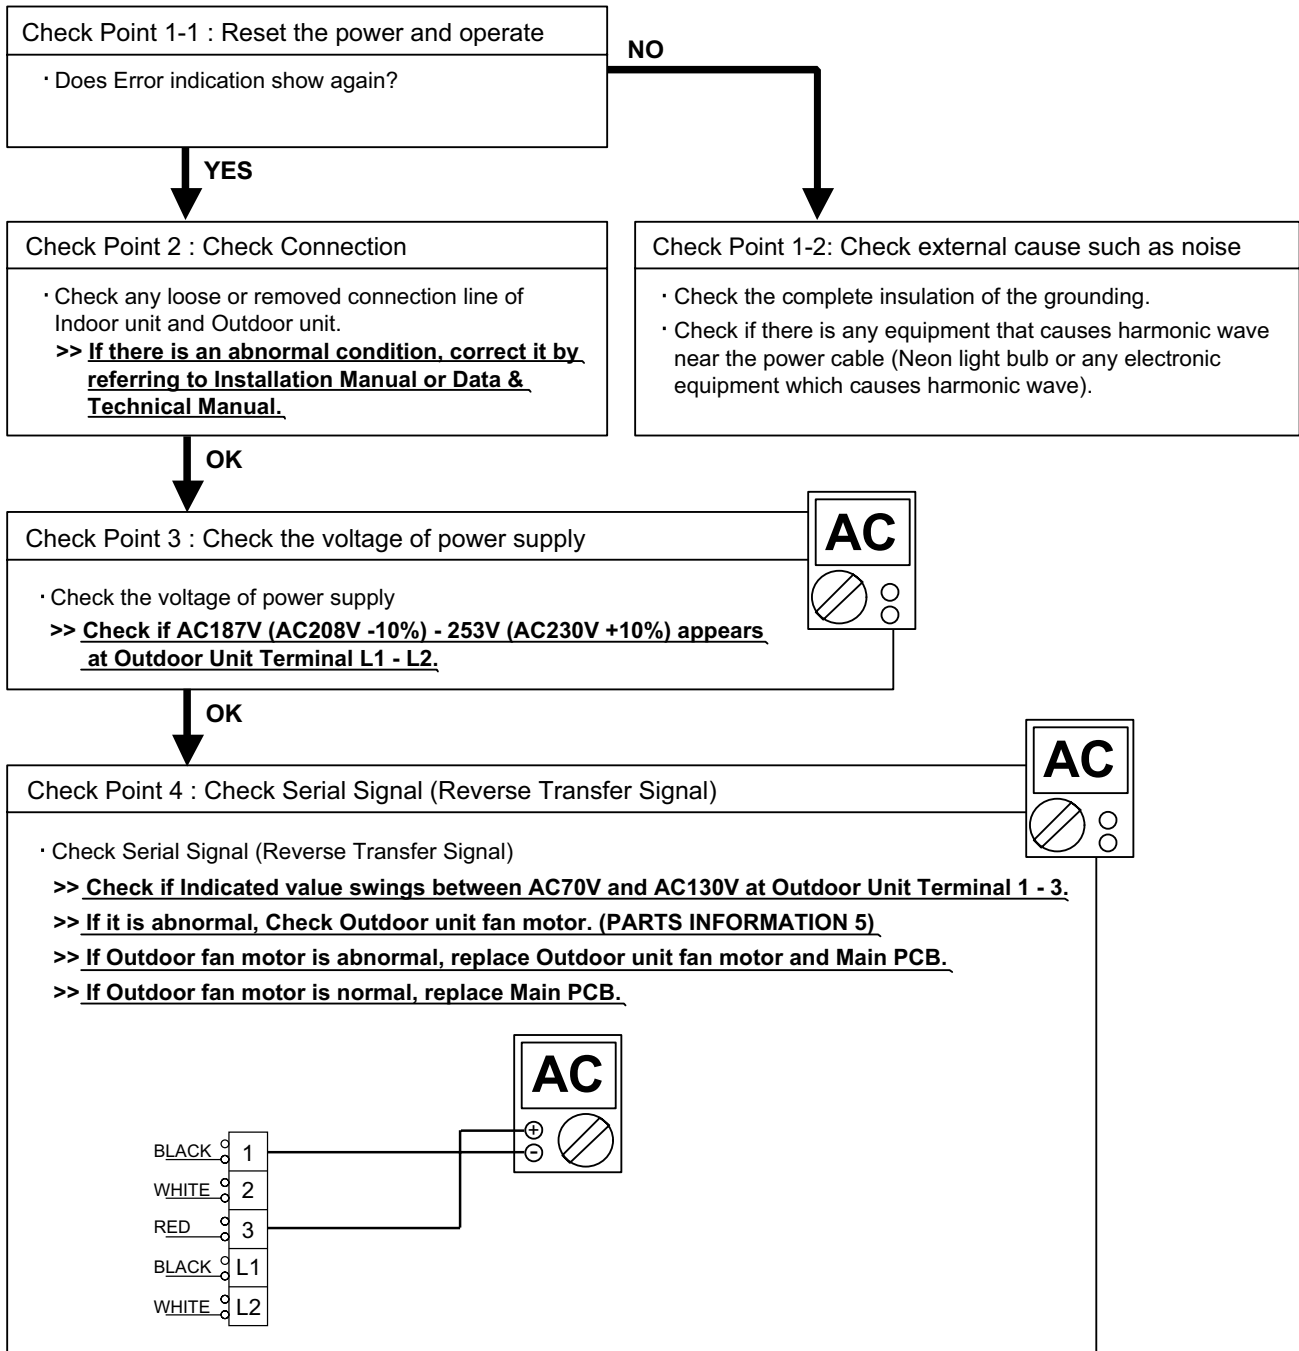 Check Point 1-1 : Reset the power and operate
· Does Error indication show again?
NO
YES
Check Point 2 : Check Connection
· Check any loose or removed connection line of
Indoor unit and Outdoor unit.
>> If there is an abnormal condition, correct it by
referring to Installation Manual or Data &
Technical Manual.
Check Point 1-2: Check external cause such as noise
· Check the complete insulation of the grounding.
· Check if there is any equipment that causes harmonic wave
near the power cable (Neon light bulb or any electronic
equipment which causes harmonic wave).
OK
Check Point 3 : Check the voltage of power supply
AC
· Check the voltage of power supply
>> Check if AC187V (AC208V -10%) - 253V (AC230V +10%) appears
at Outdoor Unit Terminal L1 - L2.
OK
Check Point 4 : Check Serial Signal (Reverse Transfer Signal)
AC
· Check Serial Signal (Reverse Transfer Signal)
>> Check if Indicated value swings between AC70V and AC130V at Outdoor Unit Terminal 1 - 3.
>> If it is abnormal, Check Outdoor unit fan motor. (PARTS INFORMATION 5)
>> If Outdoor fan motor is abnormal, replace Outdoor unit fan motor and Main PCB.
>> If Outdoor fan motor is normal, replace Main PCB.
AC
+
-
BLACK 1
WHITE 2
RED 3
BLACK L1
WHITE L2